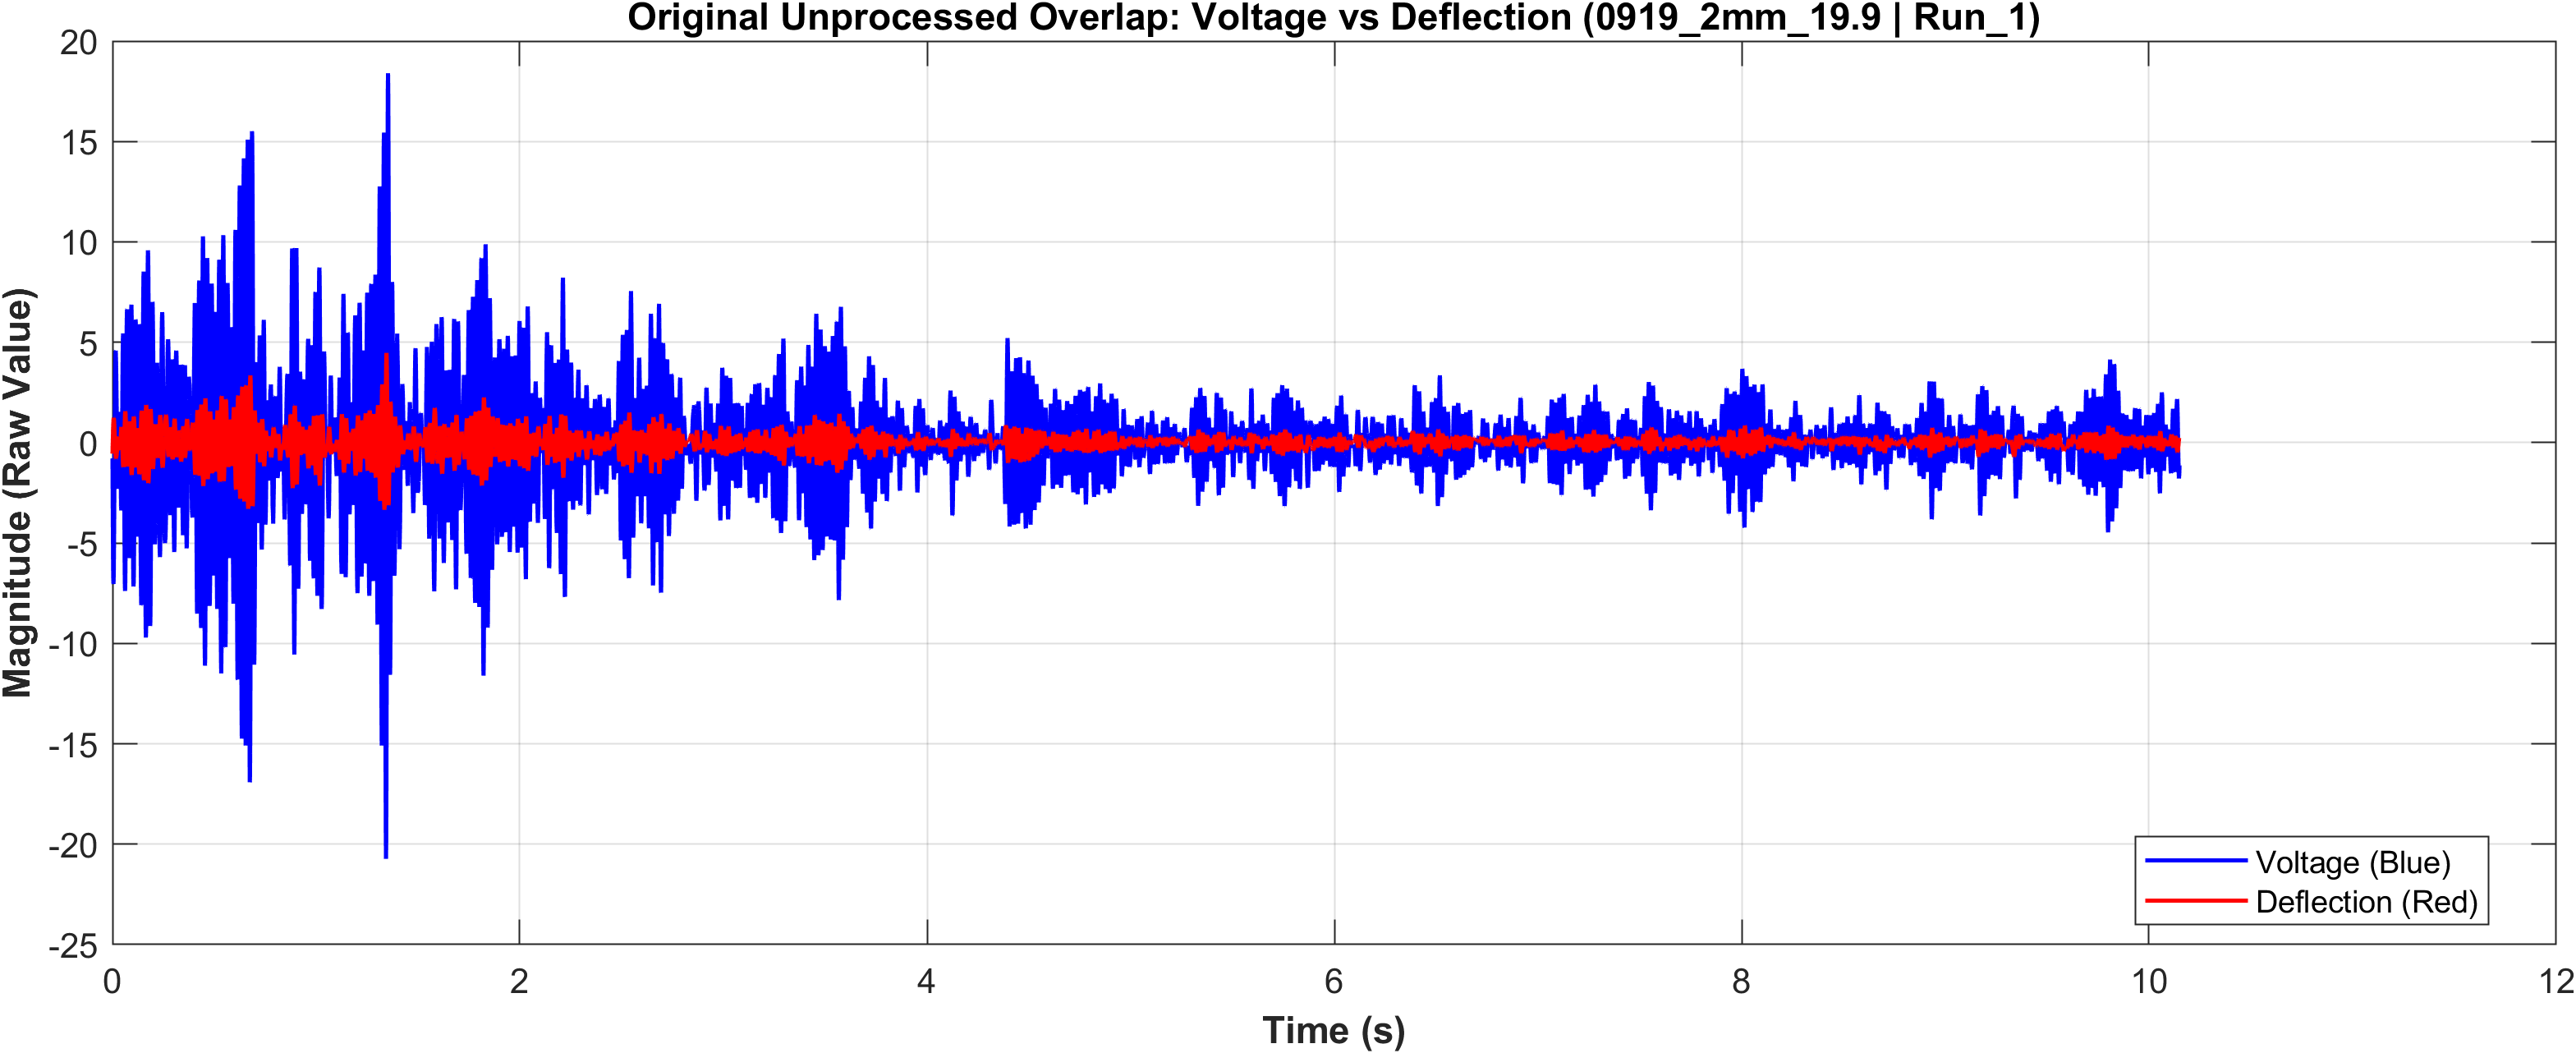 Original Unprocessed Overlap: Voltage vs Deflection (0919_2mm_19.9 | Run_1)
20
15
10
5
0
-5
-10
-15
-20
-25
Magnitude (Raw Value)
0 2 4 6 8 10 12
Time (s)
Voltage (Blue)
Deflection (Red)